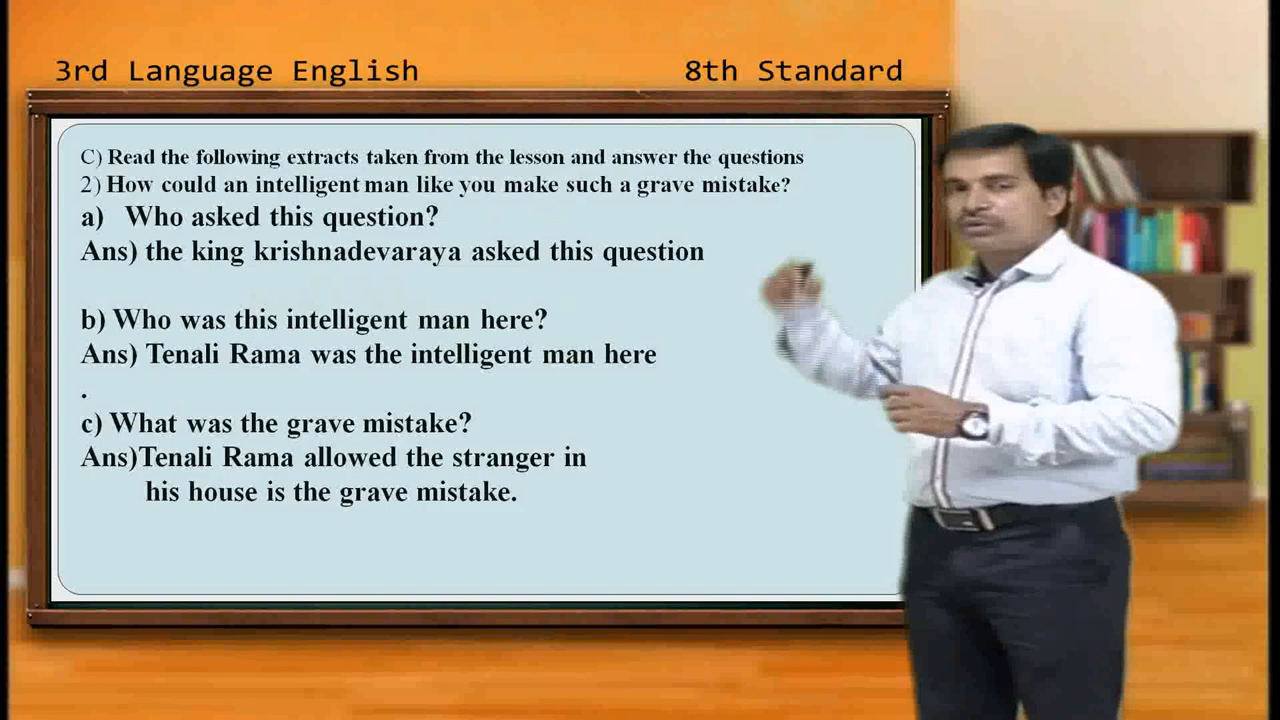 3rd Language English
8th Standard
C) Read the following extracts taken from the lesson and answer the questions
2) How could an intelligent man like you make such a grave mistake?
a) Who asked this question?
Ans) the king krishnadevaraya asked this question
b) Who was this intelligent man here?
Ans) Tenali Rama was the intelligent man here
.
c) What was the grave mistake?
Ans)Tenali Rama allowed the stranger in
his house is the grave mistake.